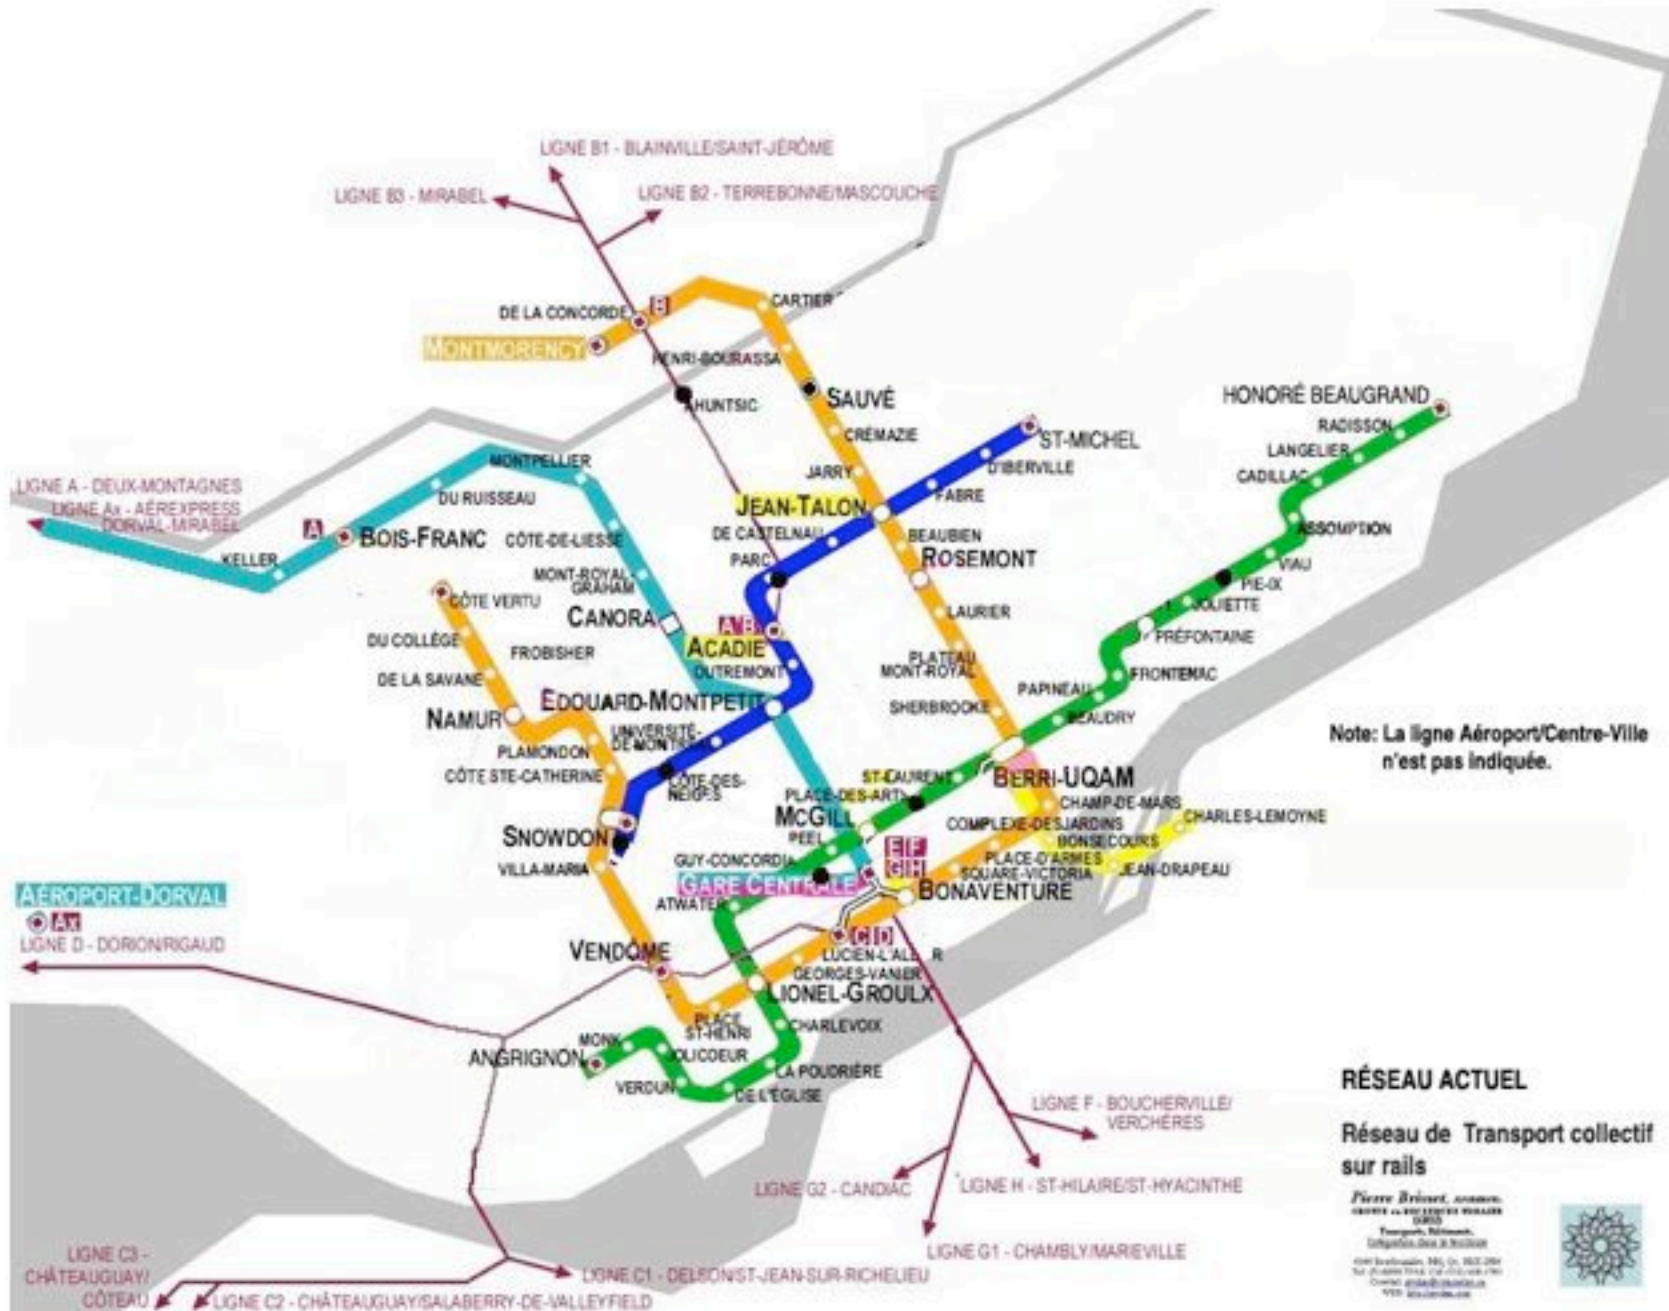 LIGNE B1 - BLAINVILLE/SAINT-JÉRÔME
LIGNE B3 - MIRABEL
LIGNE B2 - TERREBONNE/MASCOUCHE
DE LA CONCORDE
B
CARTIER
MONTMORENCY
HENRI-BOURASSA
AHUNTSIC
SAUVÉ
HONORÉ BEAUGRAND
RADISSON
CRÉMAZIE
ST-MICHEL
LANGELIER
D'IBERVILLE
JARRY
CADILLAC
MONTPELLIER
LIGNE A - DEUX-MONTAGNES
LIGNE Ax - AÉREXPRESS
DORVAL-MIRABEL
DU RUISSEAU
FABRE
JEAN-TALON
A
BOIS-FRANC
CÔTE-DE-LIESSE
DE CASTELNAU
BEAUBIEN
ASSOMPTION
KELLER
PARC
ROSEMONT
VIAU
MONT-ROYAL-
GRAHAM
PIE-IX
CÔTE VERTU
JOLIETTE
CANORA
LAURIER
A B
DU COLLÈGE
FROBISHER
ACADIE
PRÉFONTAINE
OUTREMONT
PLATEAU
MONT-ROYAL
DE LA SAVANE
FRONTENAC
PAPINEAU
EDOUARD-MONTPETIT
SHERBROOKE
BEAUDRY
NAMUR
UNIVERSITÉ-
DE-MONTREAL
PLAMONDON
Note: La ligne Aéroport/Centre-Ville
n'est pas indiquée.
CÔTE STE-CATHERINE
CÔTE-DES-
NEIGES
ST-LAURENT
BERRI-UQAM
PLACE-DES-ARTS
CHAMP-DE-MARS
McGILL
COMPLEXE-DESJARDINS
CHARLES-LEMOYNE
SNOWDON
PEEL
BONSECOURS
E F
G H
GUY-CONCORDIA
PLACE-D'ARMES
VILLA-MARIA
SQUARE-VICTORIA
JEAN-DRAPEAU
GARE CENTRALE
BONAVENTURE
AÉROPORT-DORVAL
Ax
ATWATER
LIGNE D - DORION/RIGAUD
C D
VENDÔME
LUCIEN-L'ALL R
GEORGES-VANIER
LIONEL-GROULX
PLACE
ST-HENRI
CHARLEVOIX
MONK
ANGRIGNON
JOLICOEUR
LA POUDRIÈRE
VERDUN
DE L'ÉGLISE
RÉSEAU ACTUEL
LIGNE F - BOUCHERVILLE/
VERCHÈRES
Réseau de Transport collectif
sur rails
LIGNE G2 - CANDIAC
LIGNE H - ST-HILAIRE/ST-HYACINTHE
LIGNE G1 - CHAMBLY/MARIEVILLE
LIGNE C3 -
CHÂTEAUGUAY/
CÔTEAU
LIGNE C1 - DELSON/ST-JEAN-SUR-RICHELIEU
LIGNE C2 - CHÂTEAUGUAY/SALABERRY-DE-VALLEYFIELD